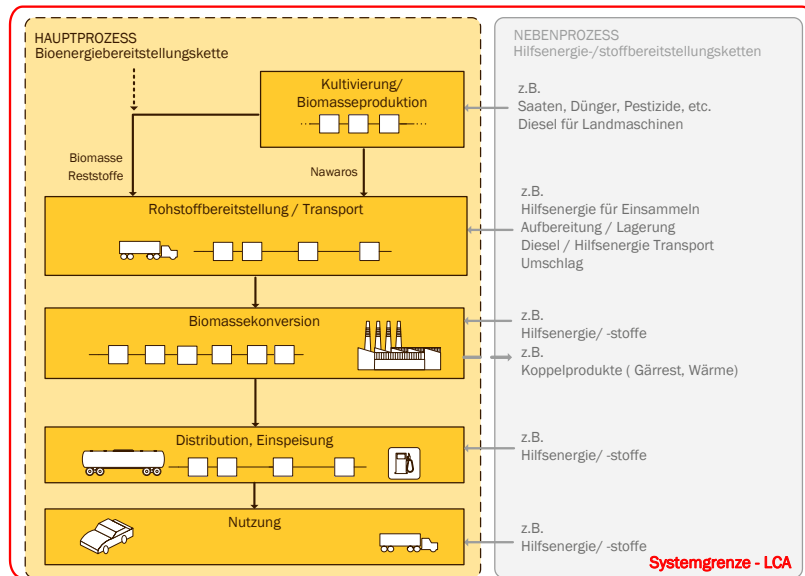 HAUPTPROZESS
Bioenergiebereitstellungskette
NEBENPROZESS
Hilfsenergie-/stoffbereitstellungsketten
Kultivierung/
Biomasseproduktion
z.B.
Saaten, Dünger, Pestizide, etc.
Diesel für Landmaschinen
Biomasse
Reststoffe
Nawaros
Rohstoffbereitstellung / Transport
z.B.
Hilfsenergie für Einsammeln
Aufbereitung / Lagerung
Diesel / Hilfsenergie Transport
Umschlag
Biomassekonversion
z.B.
Hilfsenergie/ -stoffe
z.B.
Koppelprodukte ( Gärrest, Wärme)
Distribution, Einspeisung
z.B.
Hilfsenergie/ -stoffe
Nutzung
z.B.
Hilfsenergie/ -stoffe
Systemgrenze - LCA